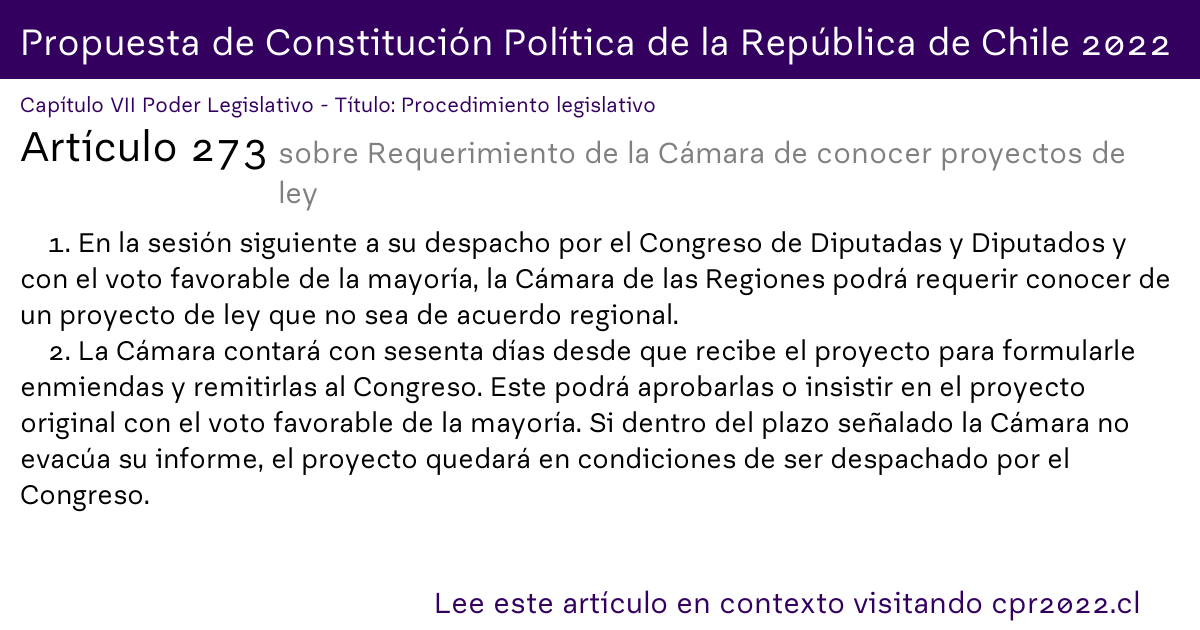 Propuesta de Constitución Política de la República de Chile 2022
Capítulo VII Poder Legislativo - Título: Procedimiento legislativo
Artículo 273 sobre Requerimiento de la Cámara de conocer proyectos de
ley
1. En la sesión siguiente a su despacho por el Congreso de Diputadas y Diputados y
con el voto favorable de la mayoría, la Cámara de las Regiones podrá requerir conocer de
un proyecto de ley que no sea de acuerdo regional.
2. La Cámara contará con sesenta días desde que recibe el proyecto para formularle
enmiendas y remitirlas al Congreso. Este podrá aprobarlas o insistir en el proyecto
original con el voto favorable de la mayoría. Si dentro del plazo señalado la Cámara no
evacúa su informe, el proyecto quedará en condiciones de ser despachado por el
Congreso.
Lee este artículo en contexto visitando cpr2022.cl